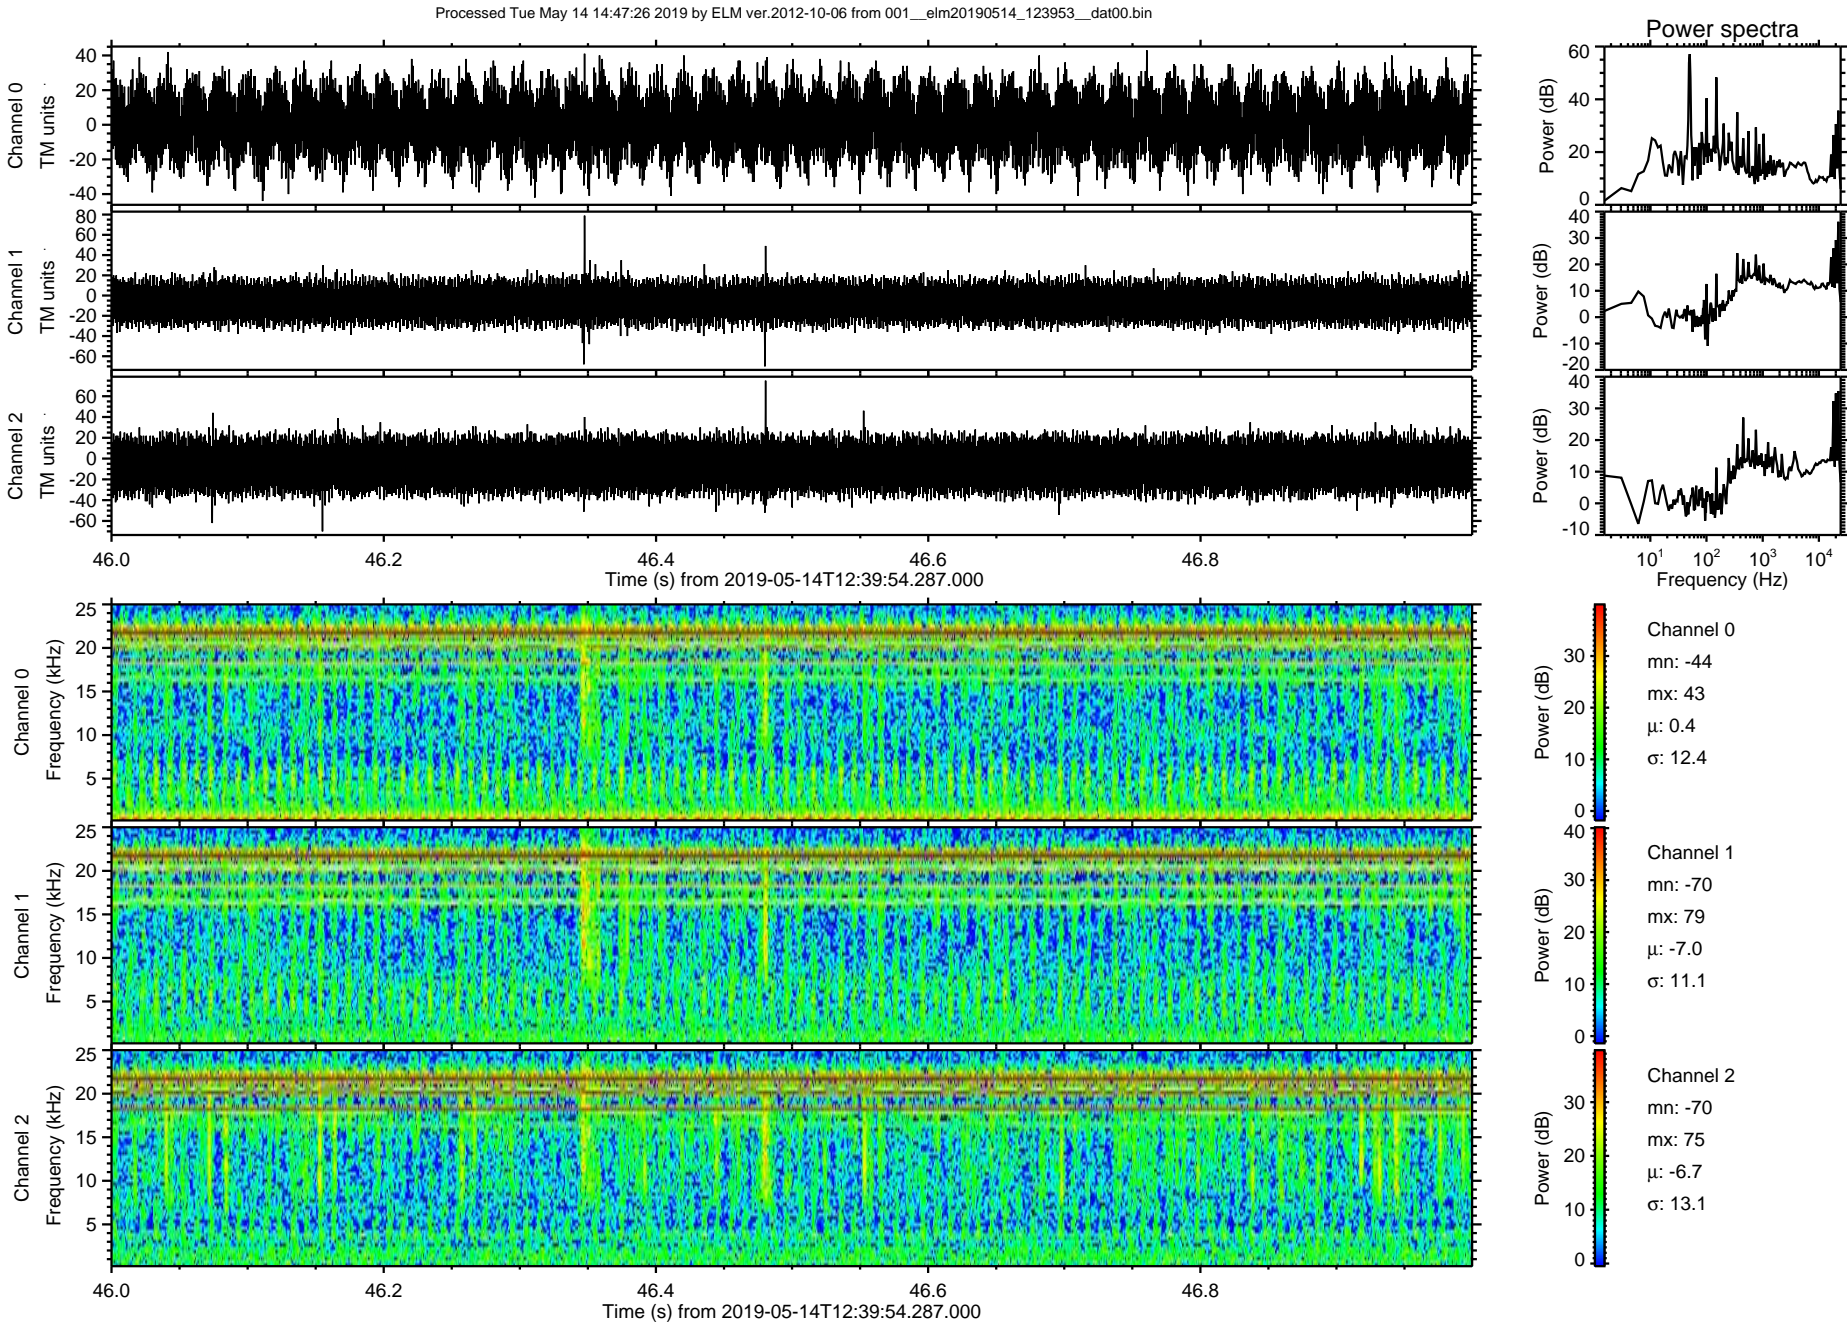 Processed Tue May 14 14:47:26 2019 by ELM ver.2012-10-06 from 001__elm20190514_123953__dat00.bin
Power spectra
Channel 0
TM units
40
20
0
-20
-40
Power (dB)
60
40
20
0
Channel 1
TM units
80
60
40
20
0
-20
-40
-60
Power (dB)
40
30
20
10
0
-10
-20
Channel 2
TM units
60
40
20
0
-20
-40
-60
Power (dB)
40
30
20
10
0
-10
46.0 46.2 46.4 46.6 46.8
Time (s) from 2019-05-14T12:39:54.287.000
10^1 10^2 10^3 10^4
Frequency (Hz)
Channel 0
Frequency (kHz)
25
20
15
10
5
Power (dB)
30
20
10
0
Channel 0
mn: -44
mx: 43
μ: 0.4
σ: 12.4
Channel 1
Frequency (kHz)
25
20
15
10
5
Power (dB)
40
30
20
10
0
Channel 1
mn: -70
mx: 79
μ: -7.0
σ: 11.1
Channel 2
Frequency (kHz)
25
20
15
10
5
Power (dB)
30
20
10
0
Channel 2
mn: -70
mx: 75
μ: -6.7
σ: 13.1
46.0 46.2 46.4 46.6 46.8
Time (s) from 2019-05-14T12:39:54.287.000